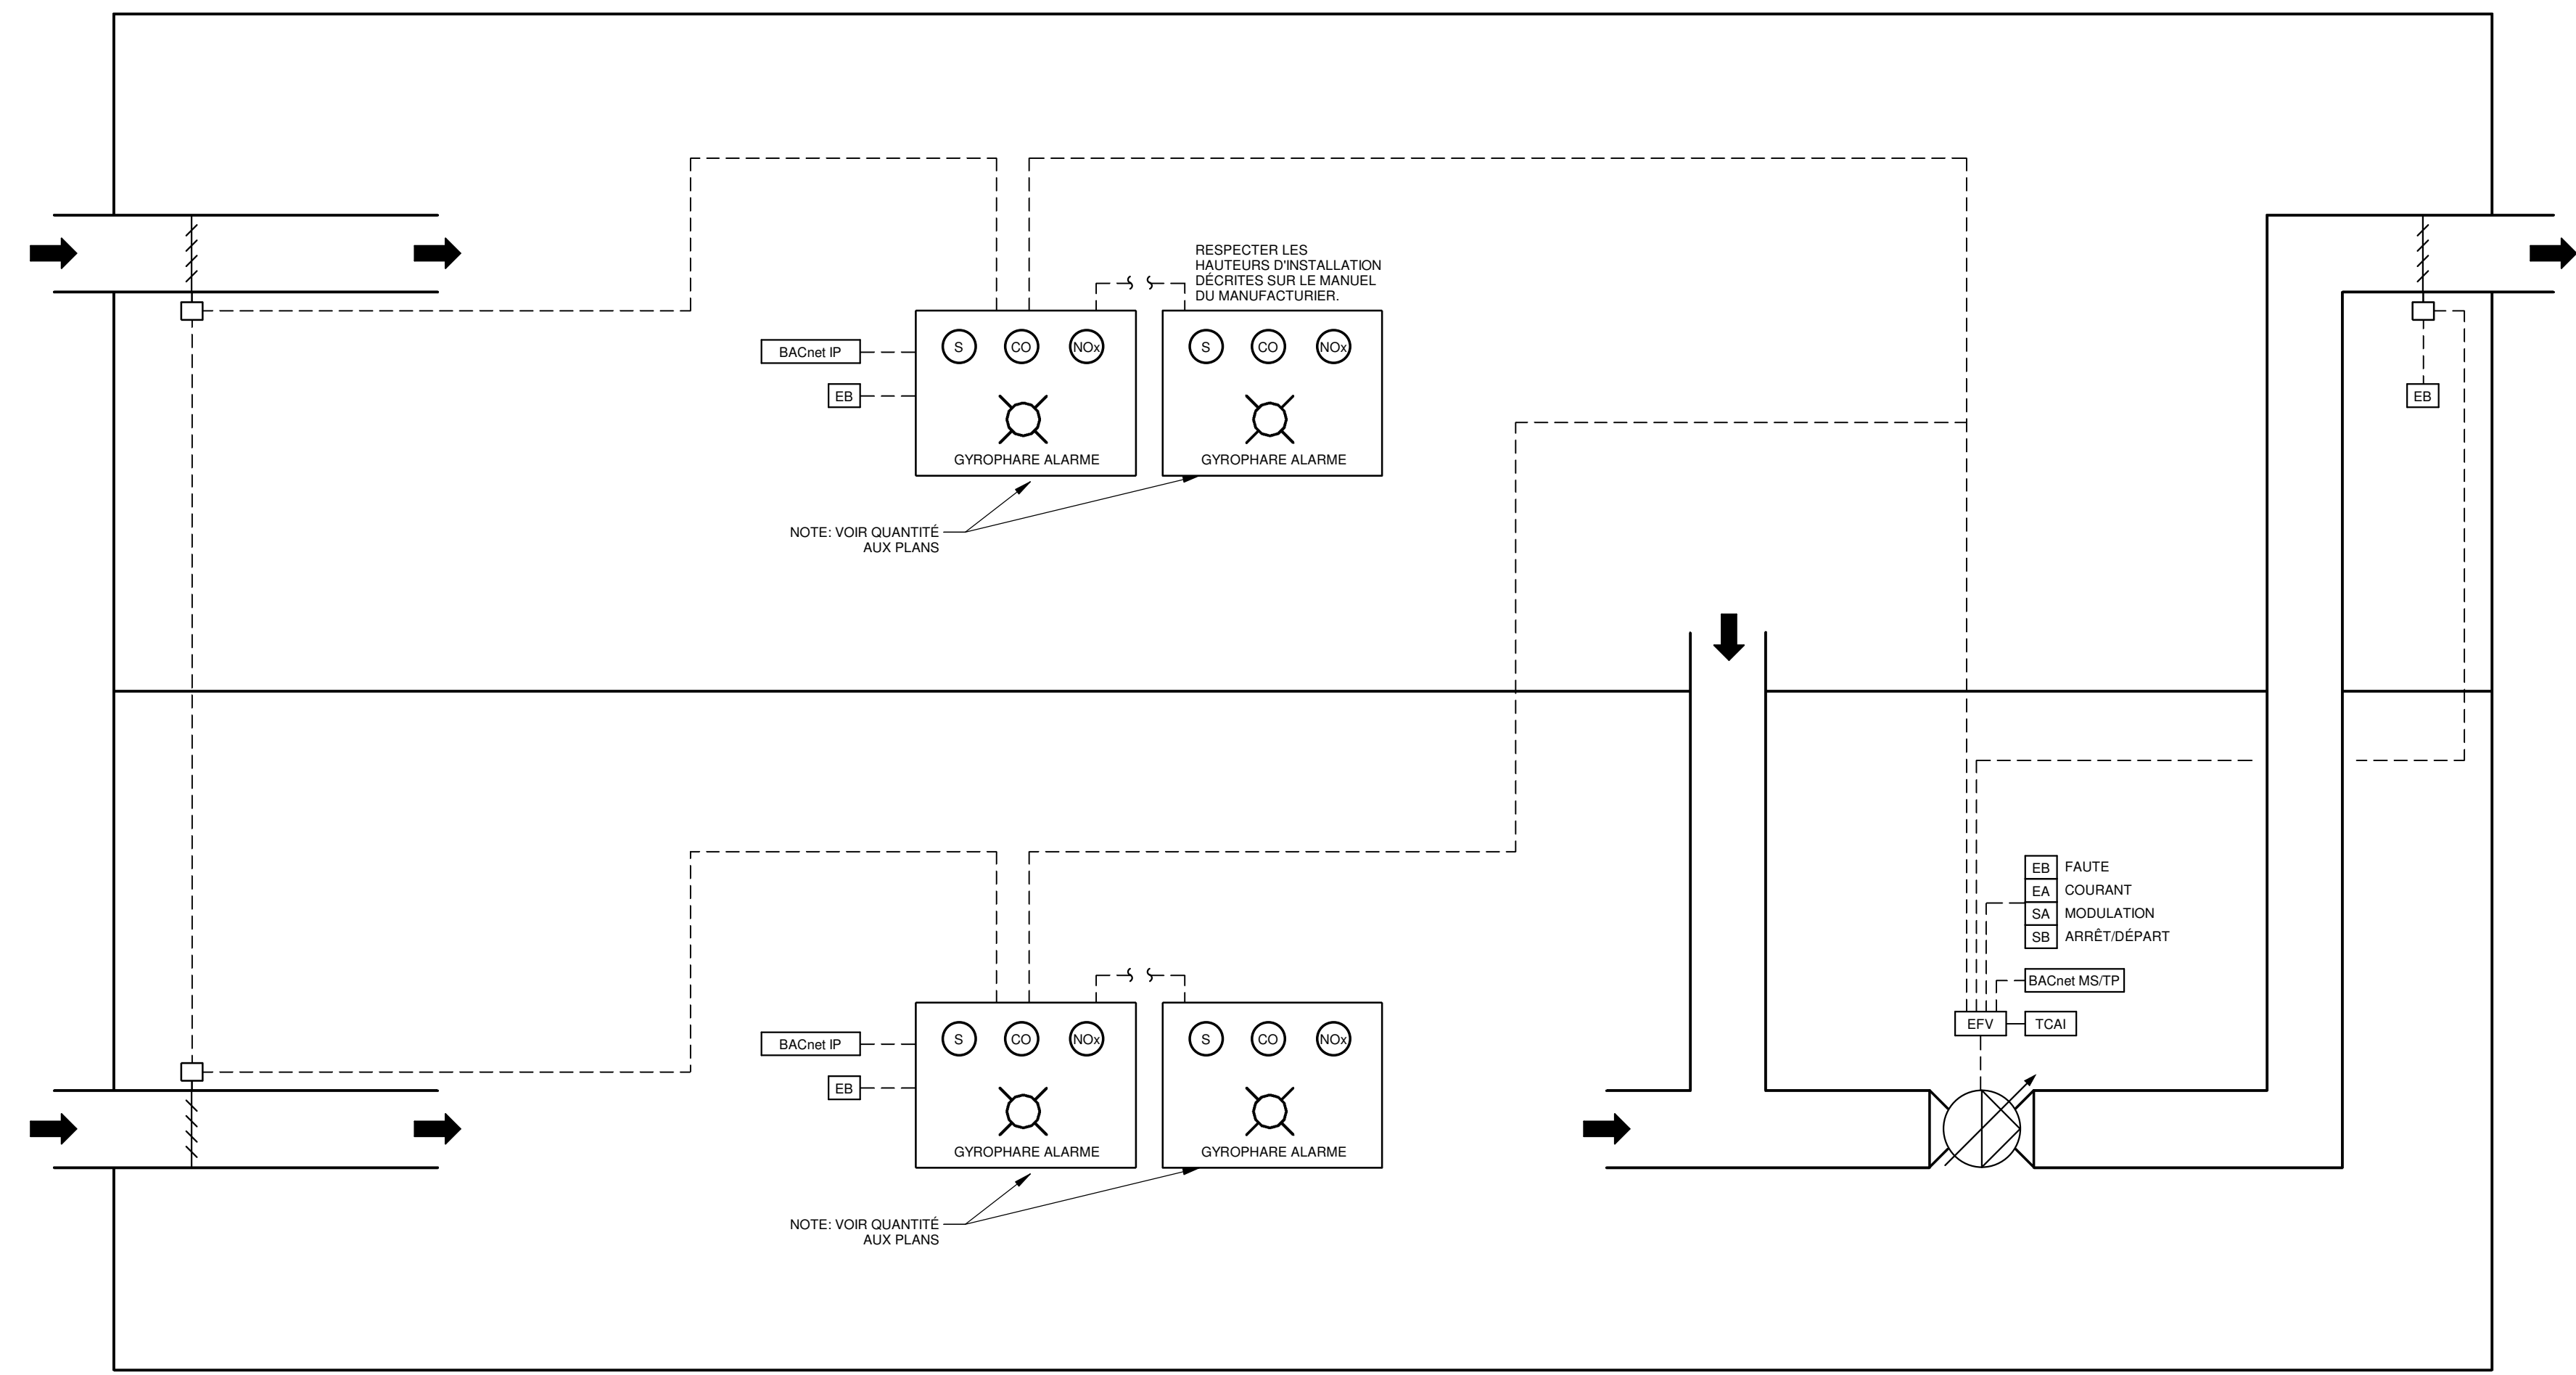 RESPECTER LES
HAUTEURS D'INSTALLATION
DÉCRITES SUR LE MANUEL
DU MANUFACTURIER.
BACnet IP
S
CO
NOx
S
CO
NOx
EB
EB
GYROPHARE ALARME
GYROPHARE ALARME
NOTE: VOIR QUANTITÉ
AUX PLANS
EB FAUTE
EA COURANT
SA MODULATION
SB ARRÊT/DÉPART
BACnet MS/TP
EFV
TCAI
BACnet IP
S
CO
NOx
S
CO
NOx
EB
GYROPHARE ALARME
GYROPHARE ALARME
NOTE: VOIR QUANTITÉ
AUX PLANS